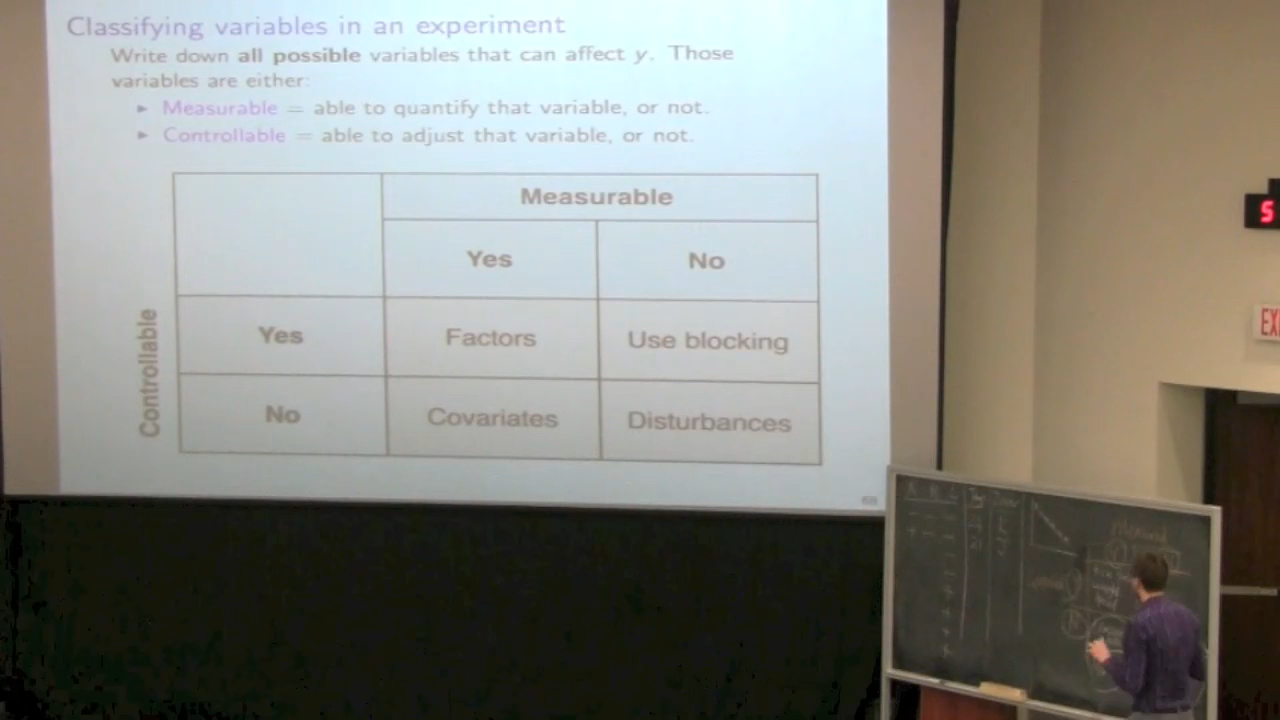 Classifying variables in an experiment
Write down all possible variables that can affect y. Those
variables are either:
► Measurable = able to quantify that variable, or not.
► Controllable = able to adjust that variable, or not.
Measurable
Yes No
Controllable
Yes Factors Use blocking
No Covariates Disturbances
S
EX
A B C